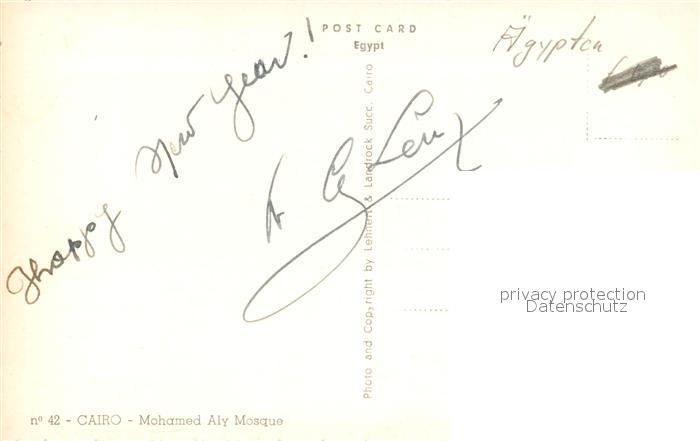 POST CARD
Egypt
Ägypten
Happy New Year!
Photo and Copyright by Lehnert & Landrock Succ. Cairo
privacy protection
Datenschutz
nº 42 - CAIRO - Mohamed Aly Mosque